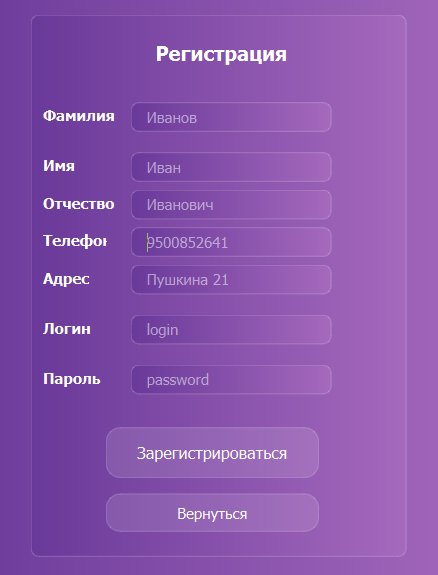 Регистрация
Фамилия Иванов
Имя Иван
Отчество Иванович
Телефон 9500852641
Адрес Пушкина 21
Логин login
Пароль password
Зарегистрироваться
Вернуться